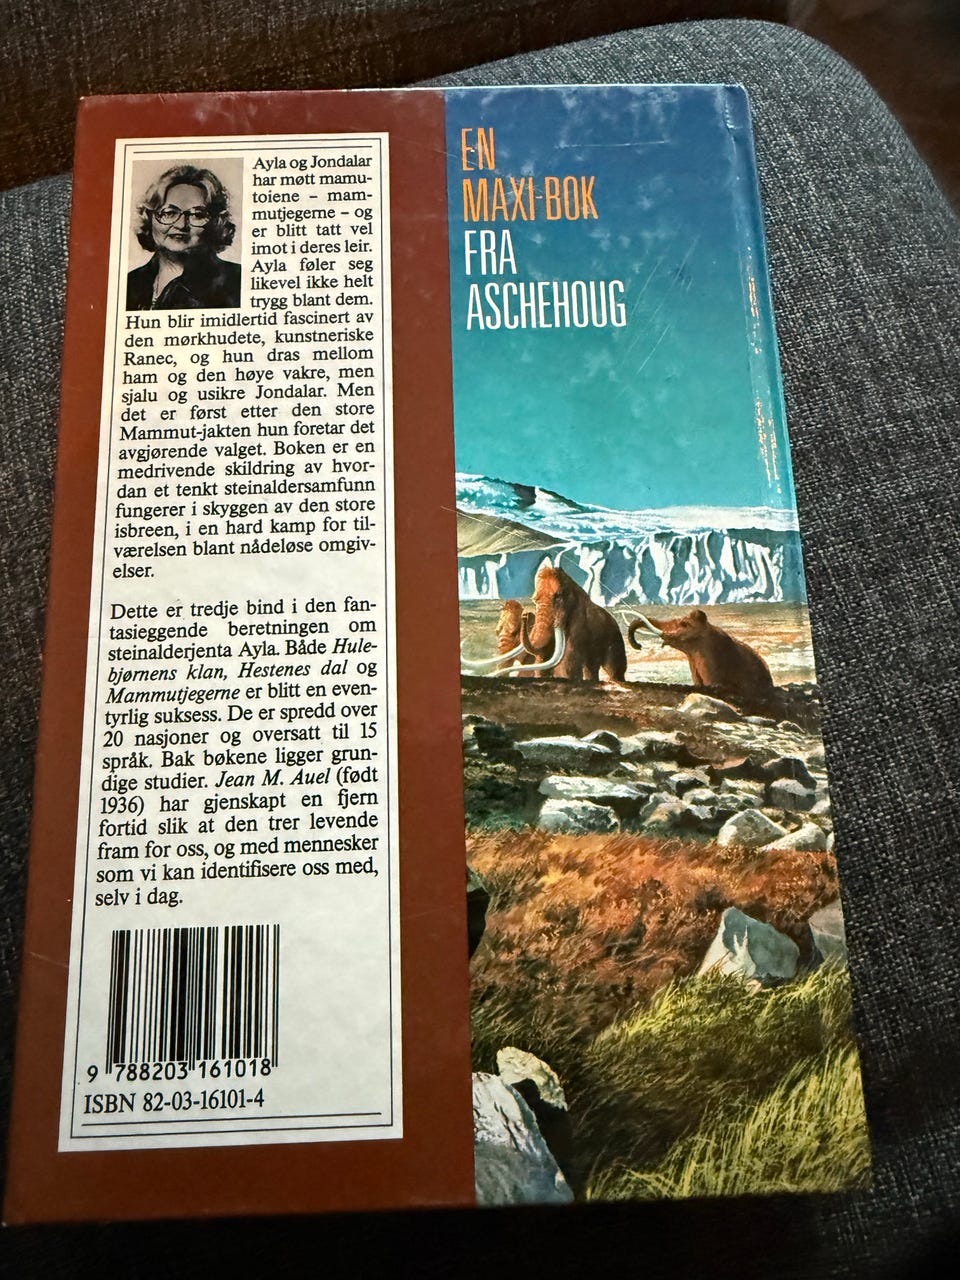 Ayla og Jondalar
har møtt mamu-
toiene – mam-
mutjegerne – og
er blitt tatt vel
imot i deres leir.
Ayla føler seg
likevel ikke helt
trygg blant dem.
Hun blir imidlertid fascinert av
den mørkhudete, kunstneriske
Ranec, og hun dras mellom
ham og den høye vakre, men
sjalu og usikre Jondalar. Men
det er først etter den store
Mammut-jakten hun foretar det
avgjørende valget. Boken er en
medrivende skildring av hvor-
dan et tenkt steinaldersamfunn
fungerer i skyggen av den store
isbreen, i en hard kamp for til-
værelsen blant nådeløse omgiv-
elser.
Dette er tredje bind i den fan-
tasieggende beretningen om
steinalderjenta Ayla. Både Hule-
bjørnens klan, Hestenes dal og
Mammutjegerne er blitt en even-
tyrlig suksess. De er spredd over
20 nasjoner og oversatt til 15
språk. Bak bøkene ligger grun-
dige studier. Jean M. Auel (født
1936) har gjenskapt en fjern
fortid slik at den trer levende
fram for oss, og med mennesker
som vi kan identifisere oss med,
selv i dag.
9 788203 161018
ISBN 82-03-16101-4
EN
MAXI-BOK
FRA
ASCHEHOUG